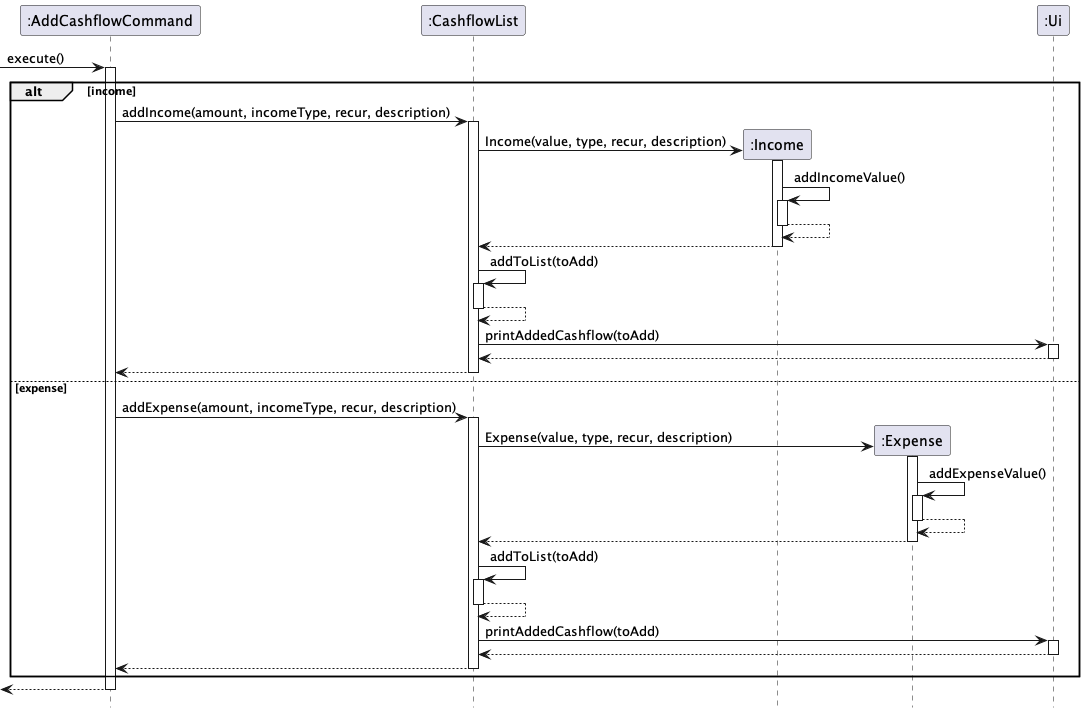 :AddCashflowCommand
:CashflowList
:Ui
execute()
alt
[income]
addIncome(amount, incomeType, recur, description)
Income(value, type, recur, description)
:Income
addIncomeValue()
addToList(toAdd)
printAddedCashflow(toAdd)
[expense]
addExpense(amount, incomeType, recur, description)
Expense(value, type, recur, description)
:Expense
addExpenseValue()
addToList(toAdd)
printAddedCashflow(toAdd)